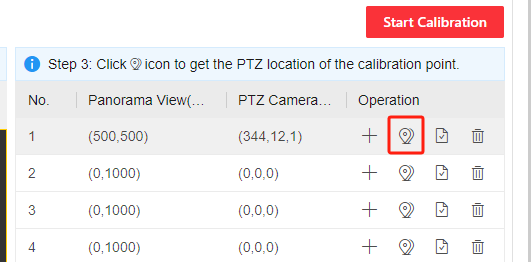 Start Calibration
Step 3: Click icon to get the PTZ location of the calibration point.
No. Panorama View(... PTZ Camera... Operation
1 (500,500) (344,12,1)
2 (0,1000) (0,0,0)
3 (0,1000) (0,0,0)
4 (0,1000) (0,0,0)